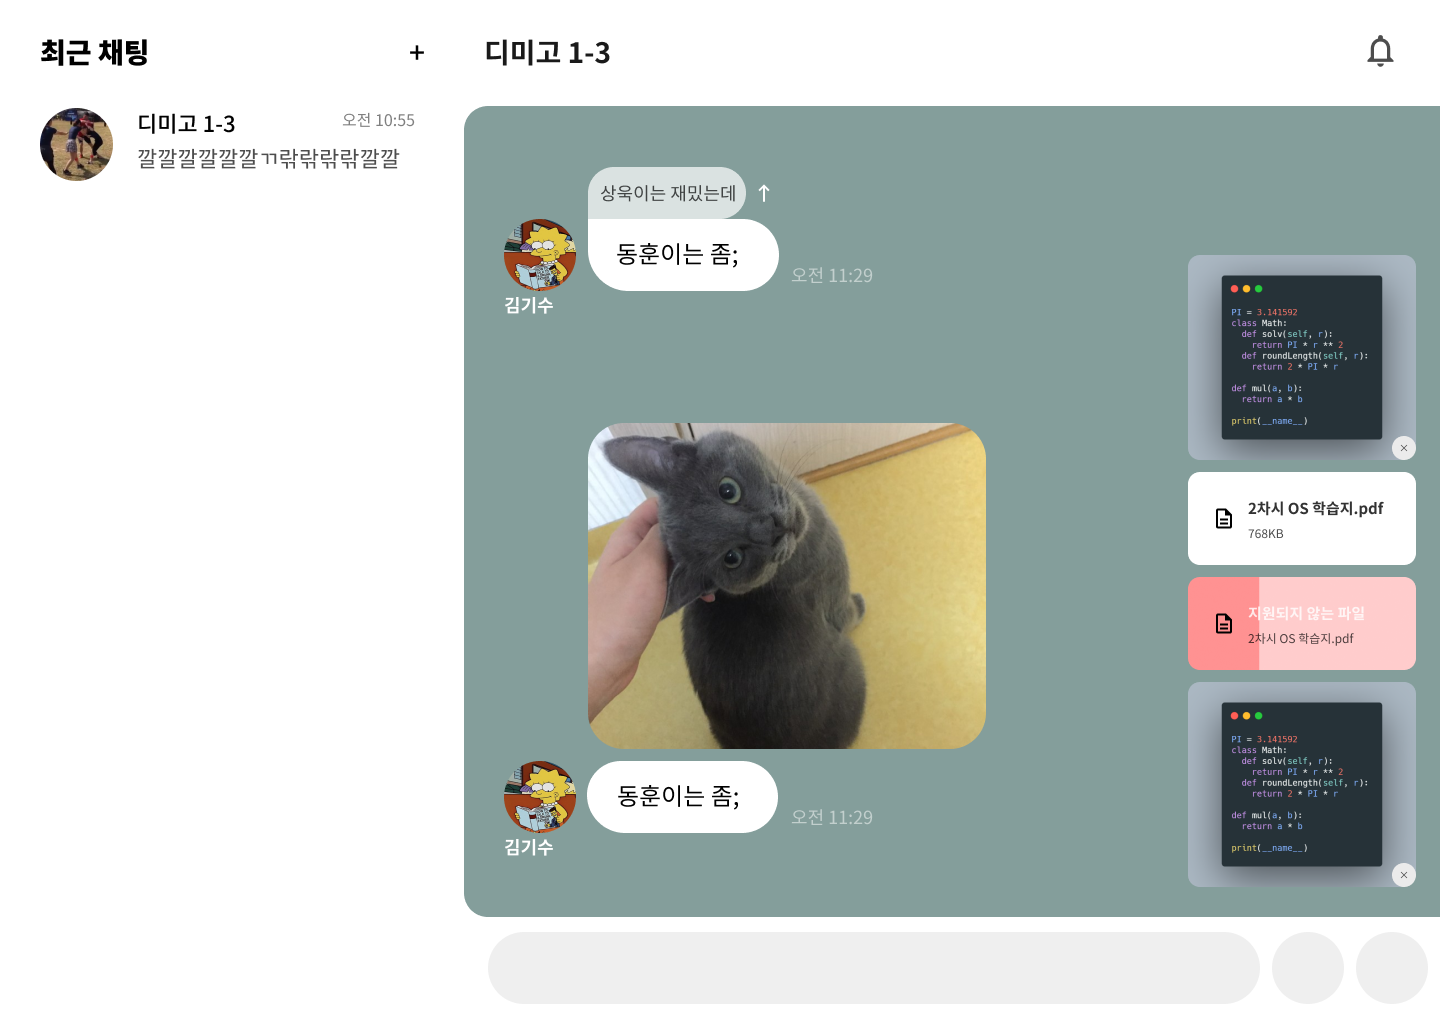 최근 채팅
+
디미고 1-3
디미고 1-3
오전 10:55
깔깔깔깔깔깔ㄲ띾띾띾띾깔깔
상욱이는 재밌는데 ↑
동훈이는 좀;
오전 11:29
김기수
동훈이는 좀;
오전 11:29
김기수
PI = 3.141592
class Math:
def solv(self, r):
return PI * r ** 2
def roundLength(self, r):
return 2 * PI * r
def mul(a, b):
return a * b
print(__name__)
×
2차시 OS 학습지.pdf
768KB
지원되지 않는 파일
2차시 OS 학습지.pdf
PI = 3.141592
class Math:
def solv(self, r):
return PI * r ** 2
def roundLength(self, r):
return 2 * PI * r
def mul(a, b):
return a * b
print(__name__)
×